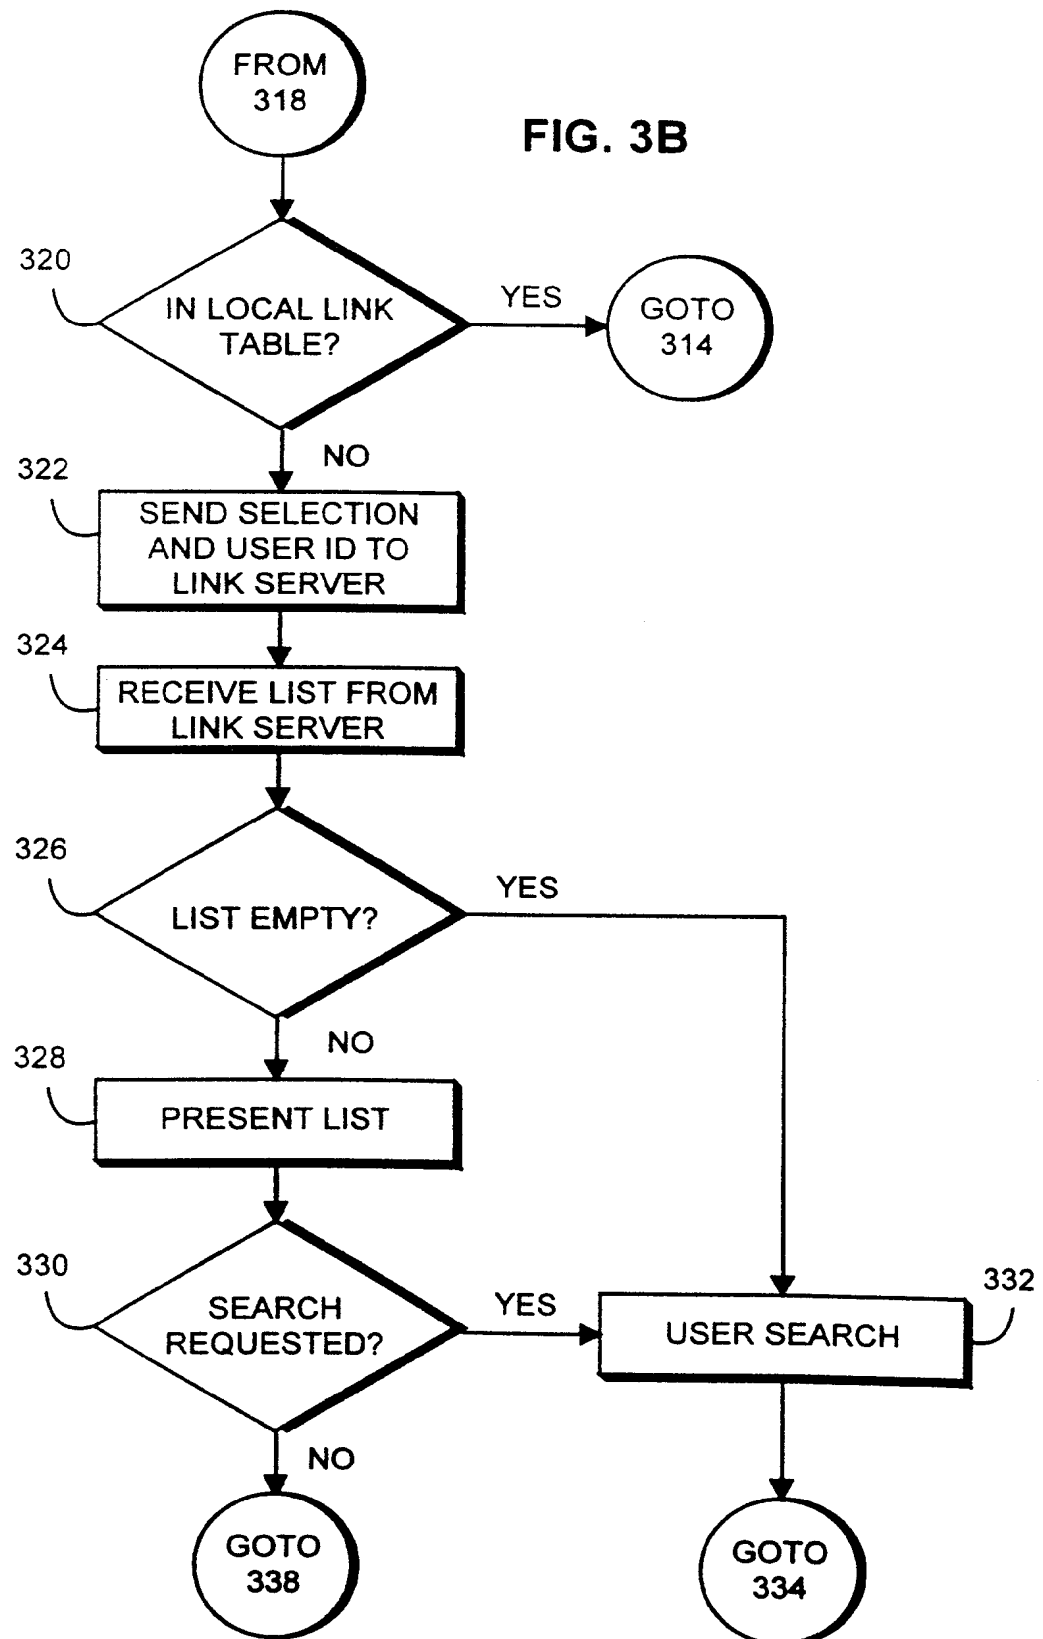 FROM
318
FIG. 3B
320
IN LOCAL LINK
TABLE?
YES
GOTO
314
NO
322
SEND SELECTION
AND USER ID TO
LINK SERVER
324
RECEIVE LIST FROM
LINK SERVER
326
LIST EMPTY?
YES
NO
328
PRESENT LIST
330
SEARCH
REQUESTED?
YES
USER SEARCH
332
NO
GOTO
338
GOTO
334